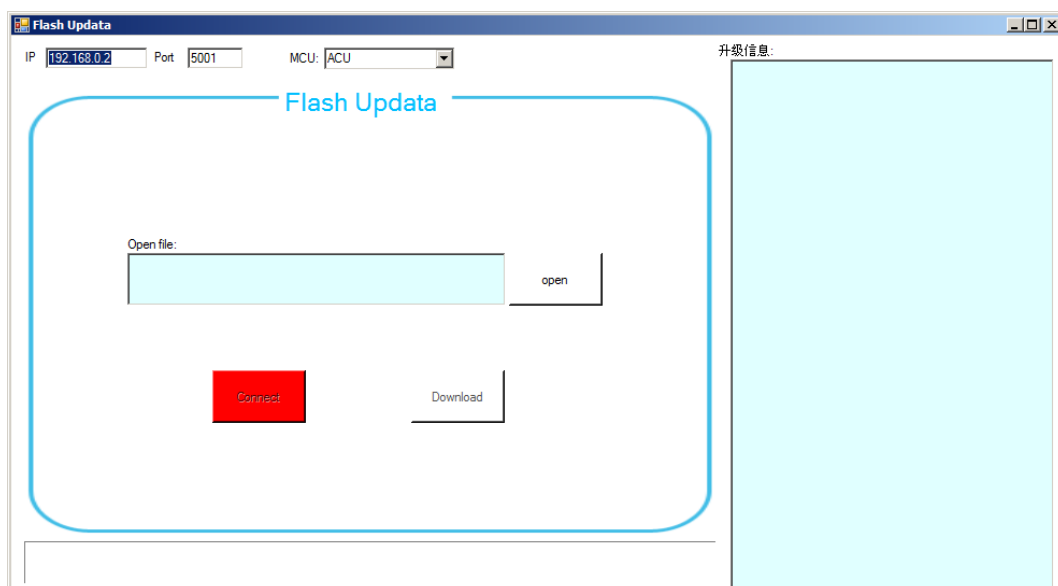 Flash Updata
IP 192.168.0.2 Port 5001 MCU: ACU
升级信息:
Flash Updata
Open file:
open
Connect Download